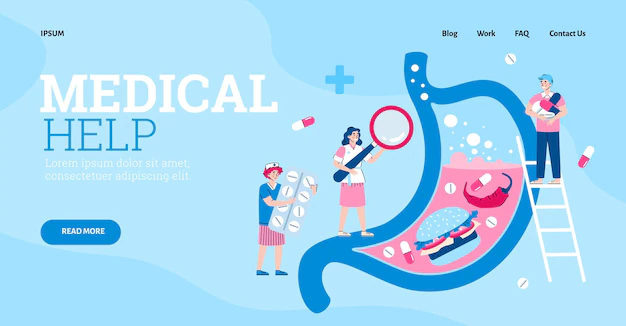 IPSUM
Blog Work FAQ Contact Us
MEDICAL
HELP
Lorem ipsum dolor sit amet,
consectetuer adipiscing elit.
READ MORE